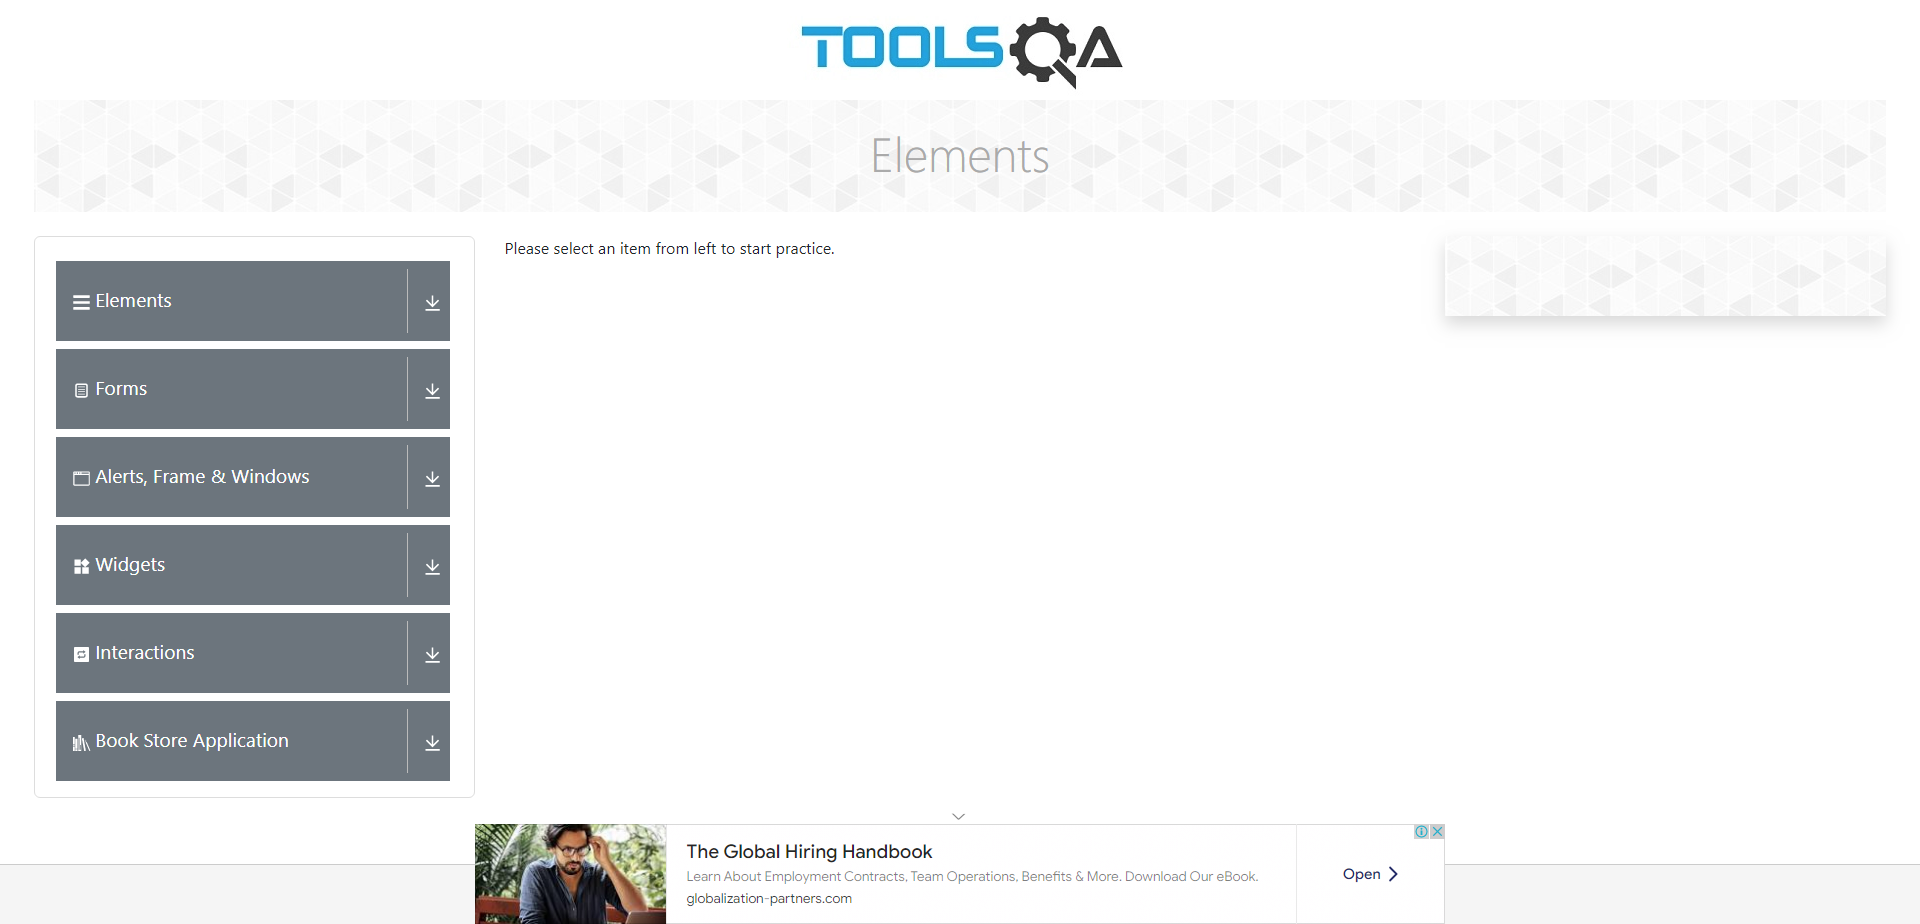 TOOLSQA
Elements
Please select an item from left to start practice.
Elements
Forms
Alerts, Frame & Windows
Widgets
Interactions
Book Store Application
The Global Hiring Handbook
Learn About Employment Contracts, Team Operations, Benefits & More. Download Our eBook.
globalization-partners.com
Open